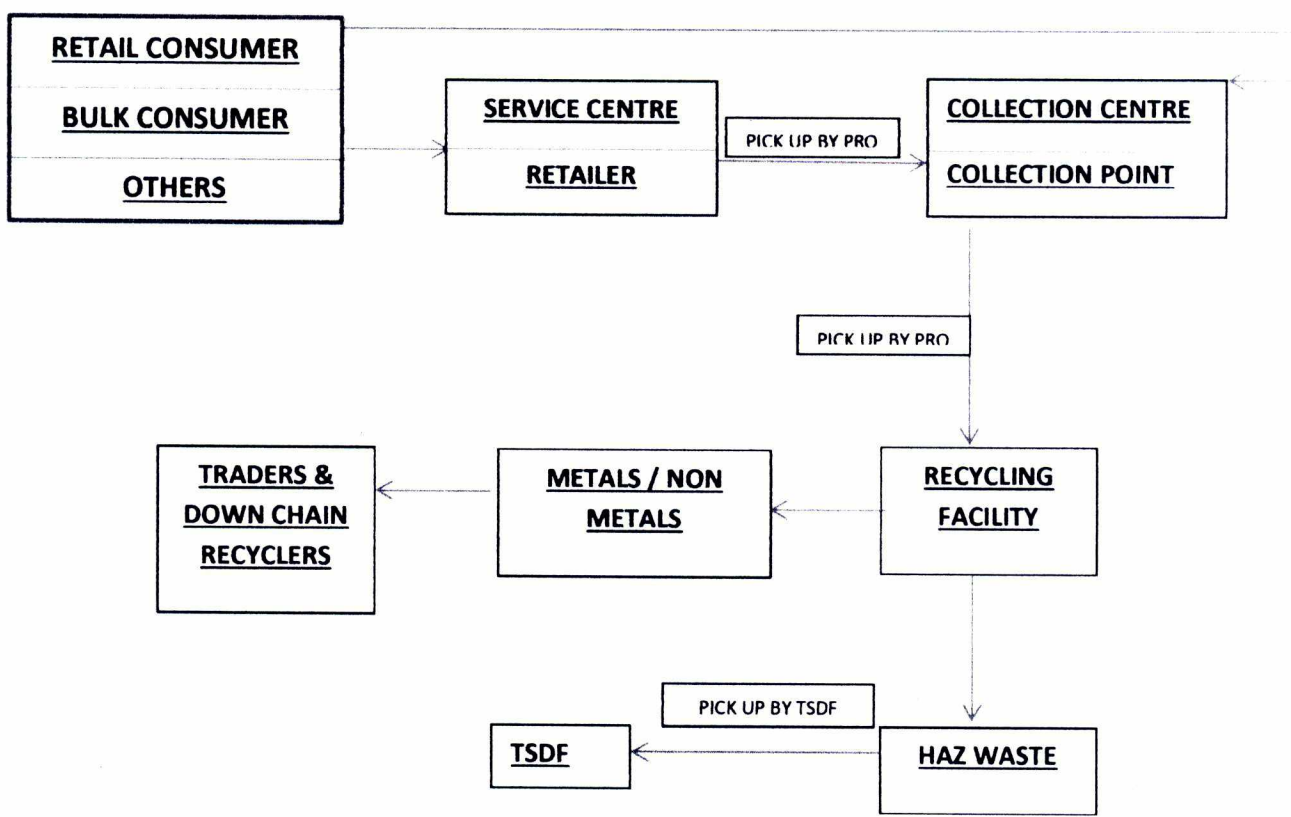 RETAIL CONSUMER
BULK CONSUMER
OTHERS
SERVICE CENTRE
RETAILER
PICK UP BY PRO
COLLECTION CENTRE
COLLECTION POINT
PICK UP BY PRO
TRADERS &
DOWN CHAIN
RECYCLERS
METALS / NON
METALS
RECYCLING
FACILITY
PICK UP BY TSDF
TSDF
HAZ WASTE